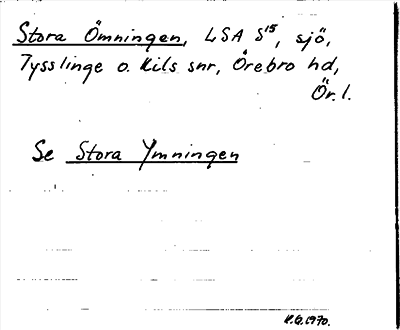 Stora Ömningen, LSA S15, sjö,
Tysslinge o. Kils snr, Örebro hd,
Ör. l.
Se Stora Ymningen
K.G. 1970.